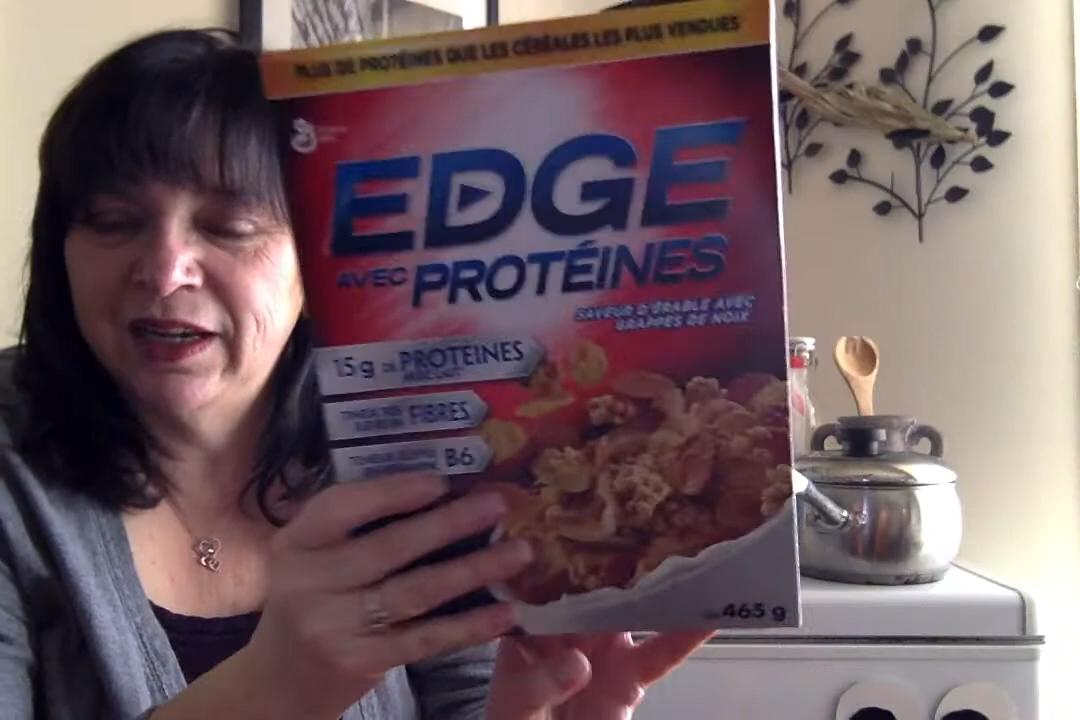 PLUS DE PROTÉINES QUE LES CÉRÉALES LES PLUS VENDUES
EDGE
AVEC PROTÉINES
SAVEUR D'ÉRABLE AVEC
GRAPPES DE NOIX
15 g DE PROTÉINES
FIBRES
B6
465 g